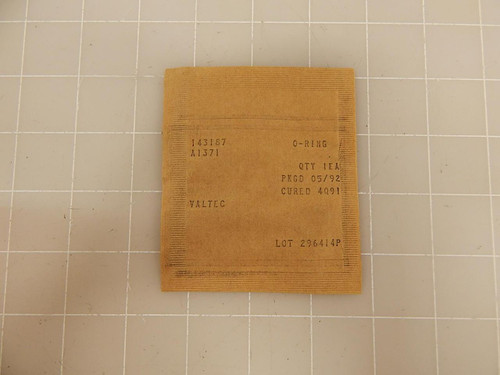 143167 O-RING
A1371
QTY 1EA
PKGD 05/92
CURED 4Q91
VALTEC
LOT 296414P